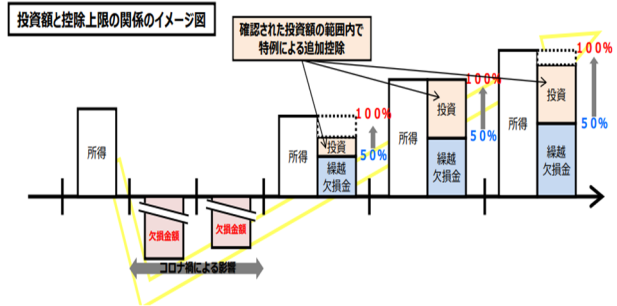 投資額と控除上限の関係のイメージ図
確認された投資額の範囲内で
特例による追加控除
所得
欠損金額
欠損金額
コロナ禍による影響
所得
投資
繰越
欠損金
100%
50%
所得
投資
繰越
欠損金
100%
50%
所得
投資
繰越
欠損金
100%
50%